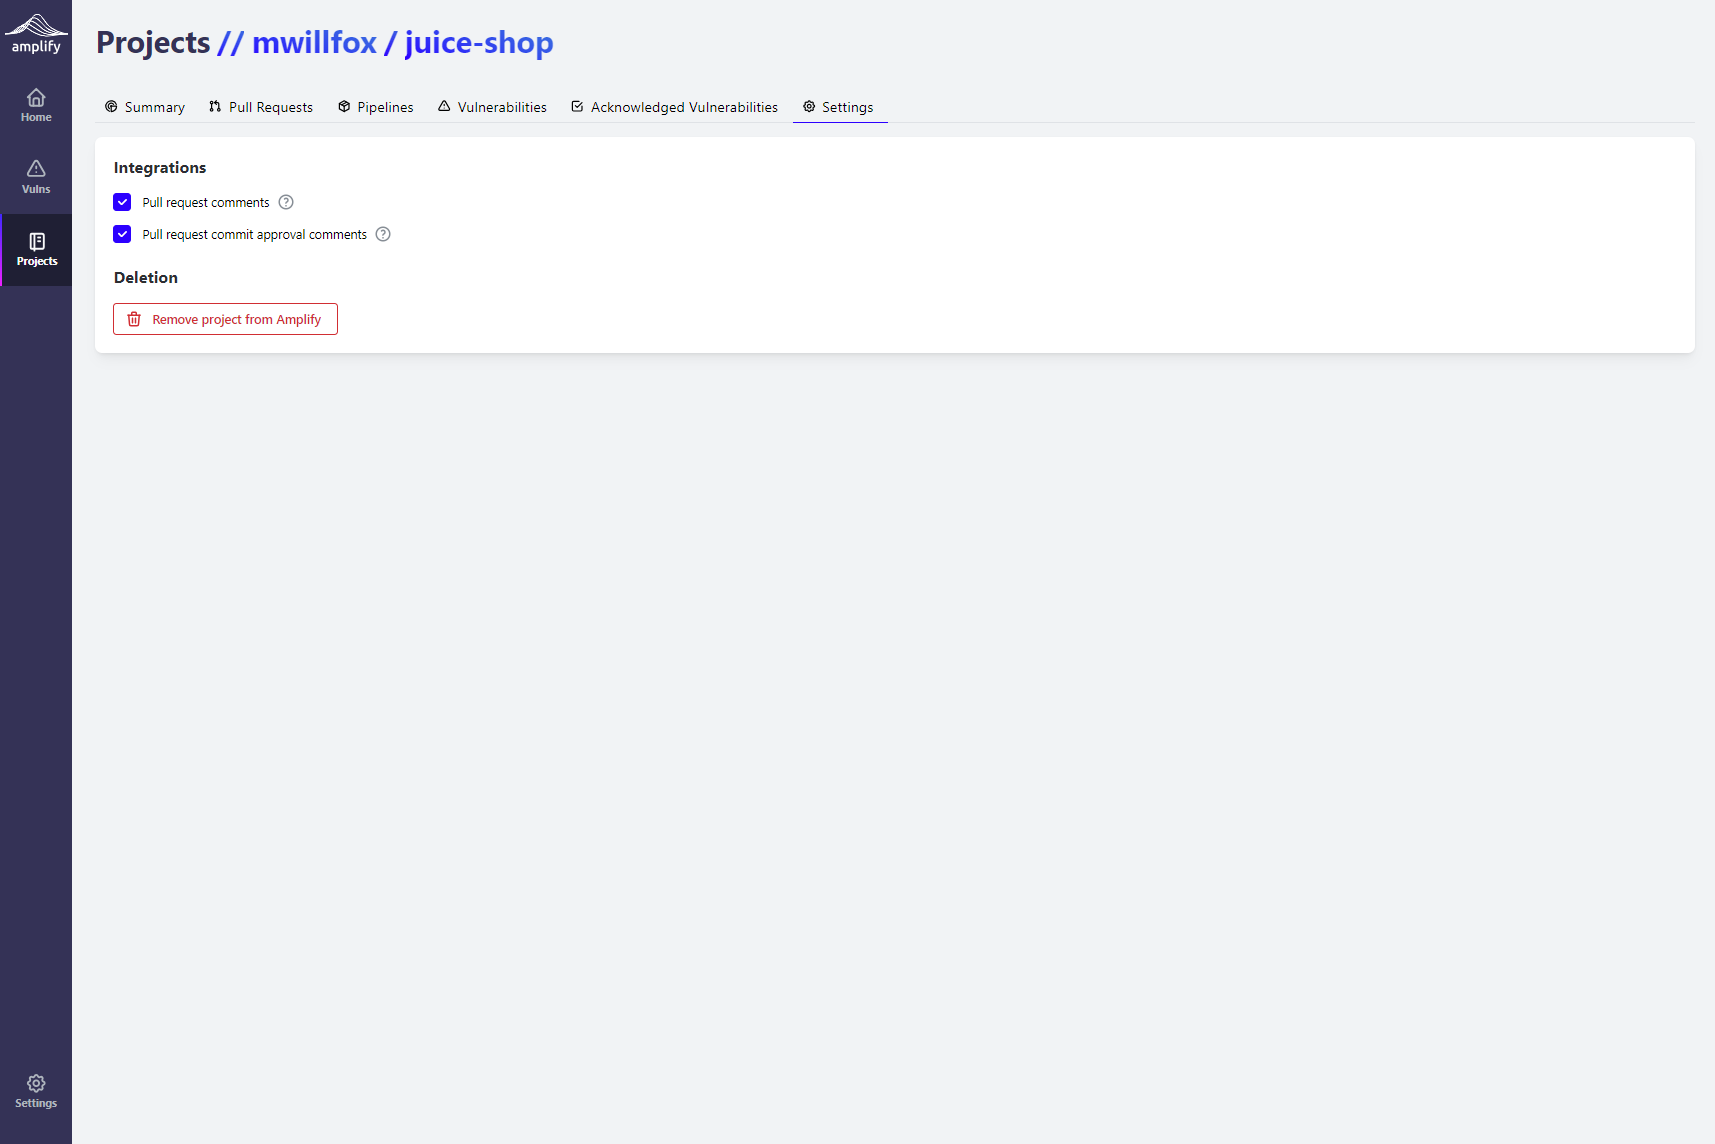 amplify
Home
Vulns
Projects
Settings
Projects // mwillfox / juice-shop
Summary Pull Requests Pipelines Vulnerabilities Acknowledged Vulnerabilities Settings
Integrations
Pull request comments
Pull request commit approval comments
Deletion
Remove project from Amplify